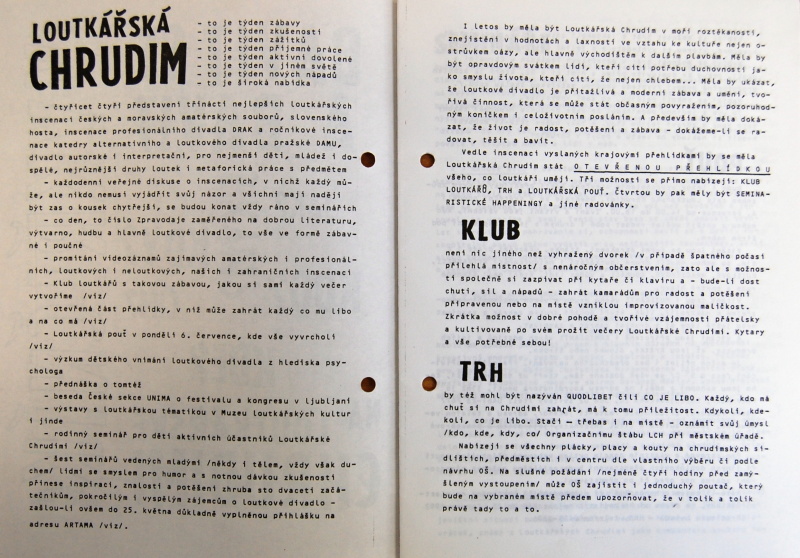 LOUTKÁŘSKÁ
CHRUDIM
- to je týden zábavy
- to je týden zkušeností
- to je týden zážitků
- to je týden příjemné práce
- to je týden aktivní dovolené
- to je týden v jiném světě
- to je týden nových nápadů
- to je široká nabídka
- čtyřicet čtyři představení třinácti nejlepších loutkářských
inscenací českých a moravských amatérských souborů, slovenského
hosta, inscenace profesionálního divadla DRAK a ročníkové insce-
nace katedry alternativního a loutkového divadla pražské DAMU,
divadlo autorské i interpretační, pro nejmenší děti, mládež i do-
spělé, nejrůznější druhy loutek i metaforická práce s předmětem
- každodenní veřejné diskuse o inscenacích, v nichž každý mů-
že, ale nikdo nemusí vyjádřit svůj názor a všichni mají naději
být zas o kousek chytřejší, se budou konat vždy ráno v seminářích
- co den, to číslo Zpravodaje zaměřeného na dobrou literaturu,
výtvarno, hudbu a hlavně loutkové divadlo, to vše ve formě zábav-
né i poučné
- promítání videozáznamů zajímavých amatérských i profesionál-
ních, loutkových i neloutkových, našich i zahraničních inscenací
- Klub loutkářů s takovou zábavou, jakou si sami každý večer
vytvoříme /viz/
- otevřená část přehlídky, v níž může zahrát každý co mu libo
a na co má /viz/
- Loutkářská pouť v pondělí 6. července, kde vše vyvrcholí
/viz/
- výzkum dětského vnímání loutkového divadla z hlediska psy-
chologa
- přednáška o tomtéž
- beseda České sekce UNIMA o festivalu a kongresu v Ljubljani
- výstavy s loutkářskou tématikou v Muzeu loutkářských kultur
i jinde
- rodinný seminář pro děti aktivních účastníků Loutkářské
Chrudimi /viz/
- šest seminářů vedených mladými /někdy i tělem, vždy však du-
chem/ lidmi se smyslem pro humor a s notnou dávkou zkušeností
přinese inspiraci, znalosti a potěšení zhruba sto dvaceti začá-
tečníkům, pokročilým i vyspělým zájemcům o loutkové divadlo -
zašlou-li ovšem do 25. května důkladně vyplněnou přihlášku na
adresu ARTAMA /viz/.
I letos by měla být Loutkářská Chrudim v moři roztěkanosti,
znejistění v hodnotách a laxnosti ve vztahu ke kultuře nejen o-
strůvkem oázy, ale hlavně východištěm k dalším plavbám. Měla by
být opravdovým svátkem lidí, kteří cítí potřebu duchovnosti ja-
ko smyslu života, kteří cítí, že nejen chlebem... Měla by ukázat,
že loutkové divadlo je přitažlivá a moderní zábava a umění, tvo-
řivá činnost, která se může stát občasným povyražením, pozoruhod-
ným koníčkem i celoživotním posláním. A především by měla doká-
zat, že život je radost, potěšení a zábava - dokážeme-li se ra-
dovat, těšit a bavit.
Vedle inscenací vyslaných krajovými přehlídkami by se měla
Loutkářská Chrudim stát OTEVŘENOU PŘEHLÍDKOU
všeho, co loutkáři umějí. Tři možnosti se přímo nabízejí: KLUB
LOUTKÁŘŮ, TRH a LOUTKÁŘSKÁ POUŤ. Čtvrtou by pak měly být SEMINA-
RISTICKÉ HAPPENINGY a jiné radovánky.
KLUB
není nic jiného než vyhražený dvorek /v případě špatného počasí
přilehlá místnost/ s nenáročným občerstvením, zato ale s možnos-
tí společně si zazpívat při kytaře či klavíru a - bude-li dost
chuti, sil a nápadů - zahrát kamarádům pro radost a potěšení
připravenou nebo na místě vzniklou improvizovanou maličkost.
Zkrátka možnost v dobré pohodě a tvořivé vzájemnosti přátelsky
a kultivovaně po svém prožít večery Loutkářské Chrudimi. Kytary
a vše potřebné sebou!
TRH
by též mohl být nazýván QUODLIBET čili CO JE LIBO. Každý, kdo má
chuť si na Chrudimi zahrát, má k tomu příležitost. Kdykoli, kde-
koli, co je libo. Stačí - třebas i na místě - oznámit svůj úmysl
/kdo, kde, kdy, co/ Organizačnímu štábu LCH při městském úřadě.
Nabízejí se všechny plácky, placy a kouty na chrudimských sí-
dlištích, předměstích i v centru dle vlastního výběru či podle
návrhu OŠ. Na slušné požádání /nejméně čtyři hodiny před zamý-
šleným vystoupením/ může OŠ zajistit i jednoduchý poutač, který
bude na vybraném místě předem upozorňovat, že v tolik a tolik
právě tady to a to.